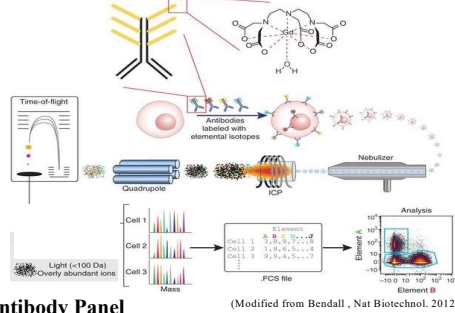 Gd
Time-of-flight
Antibodies
labeled with
elemental isotopes
Nebulizer
Quadrupole
ICP
Analysis
Cell 1
Cell 2
Cell 3
Mass
Element
A B C D...J
Cell 1 3,8,9,7...8
Cell 2 1,8,6,5...4
Cell 3 9,9,4,5...7
.FCS file
Element A
Element B
Light (<100 Da)
Overly abundant ions
ntibody Panel
(Modified from Bendall , Nat Biotechnol. 2012